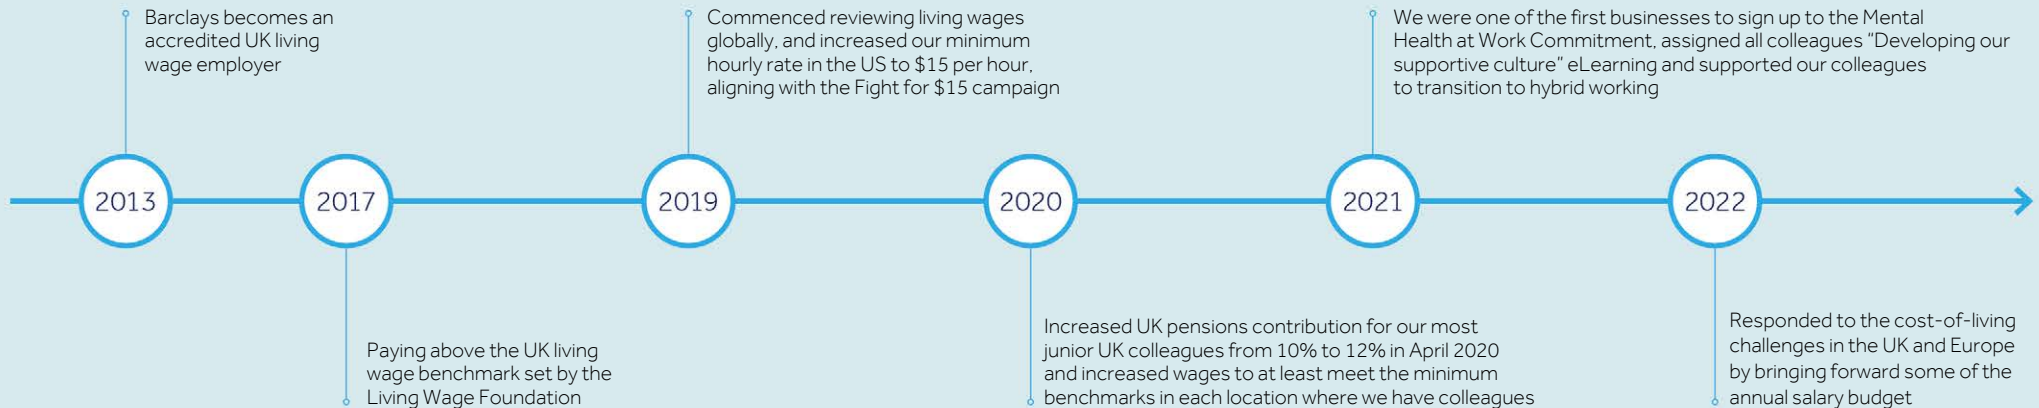 Barclays becomes an
accredited UK living
wage employer
Commenced reviewing living wages
globally, and increased our minimum
hourly rate in the US to $15 per hour,
aligning with the Fight for $15 campaign
We were one of the first businesses to sign up to the Mental
Health at Work Commitment, assigned all colleagues "Developing our
supportive culture" eLearning and supported our colleagues
to transition to hybrid working
2013
2017
2019
2020
2021
2022
Paying above the UK living
wage benchmark set by the
Living Wage Foundation
Increased UK pensions contribution for our most
junior UK colleagues from 10% to 12% in April 2020
and increased wages to at least meet the minimum
benchmarks in each location where we have colleagues
Responded to the cost-of-living
challenges in the UK and Europe
by bringing forward some of the
annual salary budget